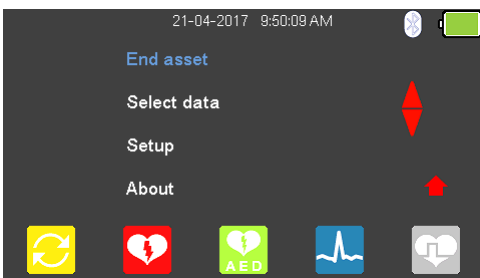 21-04-2017 9:50:09 AM
End asset
Select data
Setup
About
AED